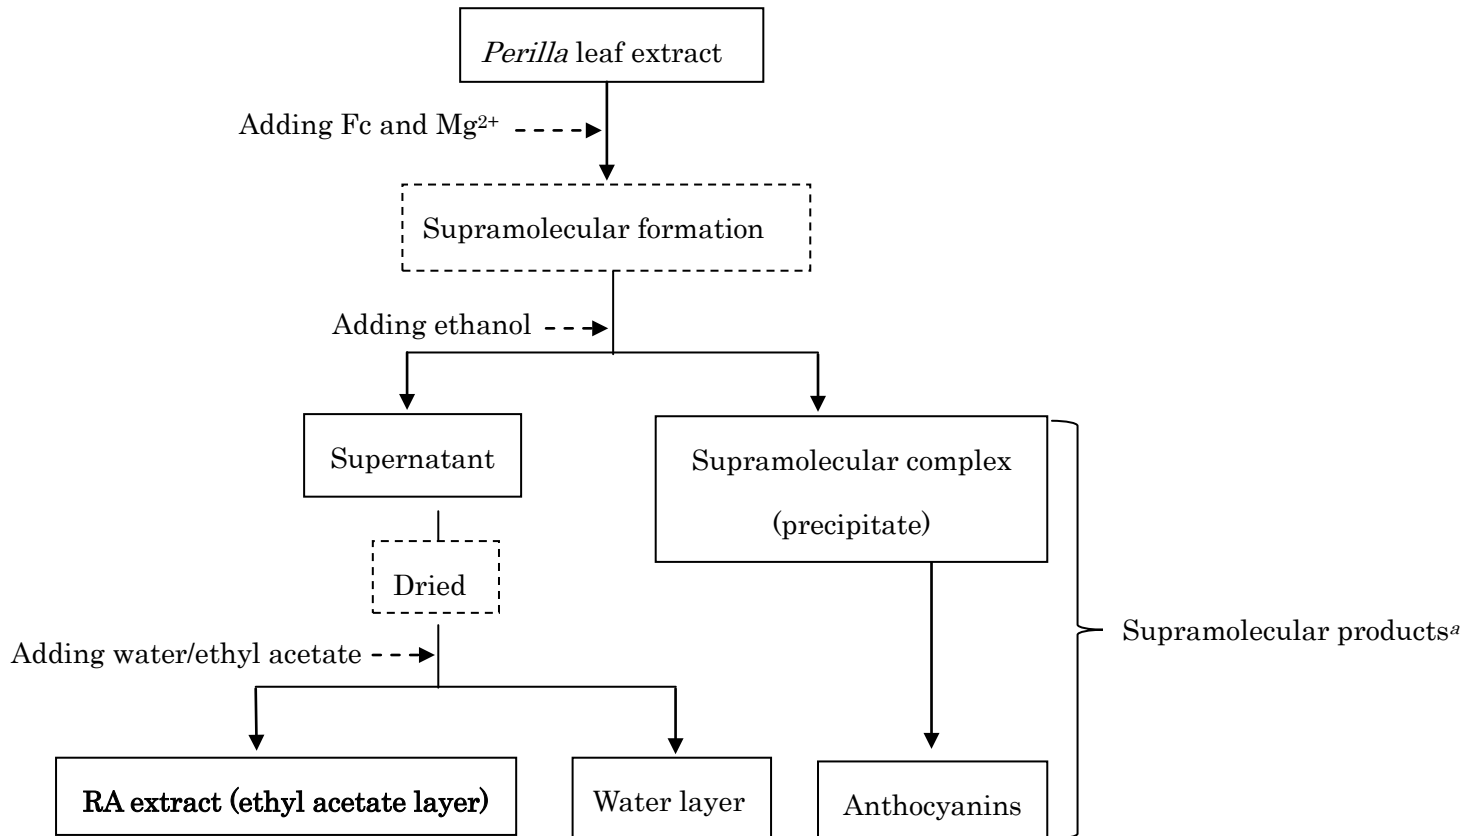 Perilla leaf extract
Adding Fc and Mg²⁺
Supramolecular formation
Adding ethanol
Supernatant
Supramolecular complex
(precipitate)
Dried
Supramolecular productsᵃ
Adding water/ethyl acetate
RA extract (ethyl acetate layer)
Water layer
Anthocyanins